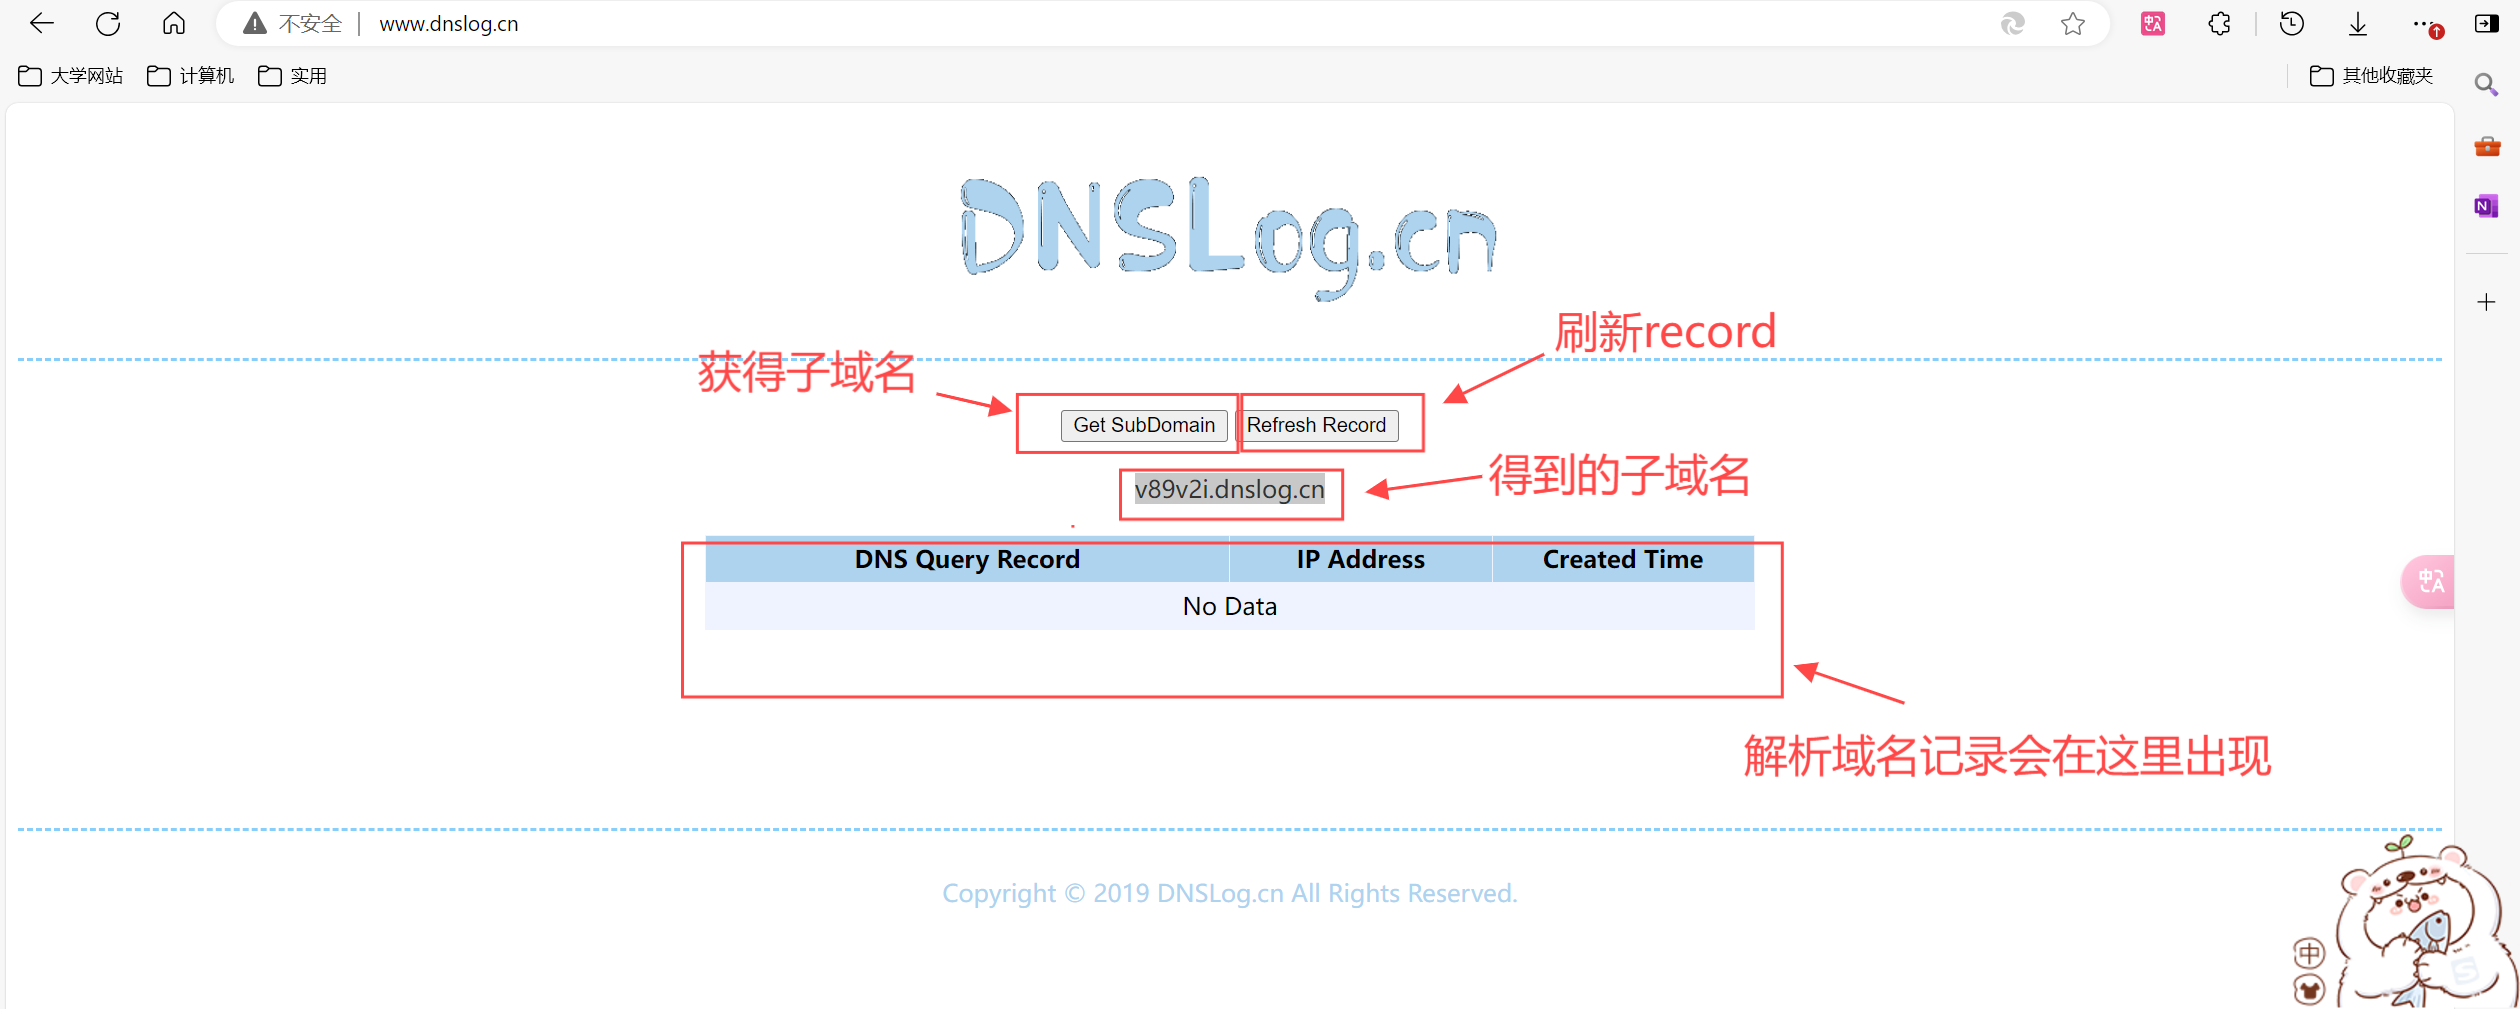 不安全 www.dnslog.cn
大学网站 计算机 实用 其他收藏夹
DNSLog.cn
刷新record
获得子域名
Get SubDomain Refresh Record
得到的子域名
v89v2i.dnslog.cn
DNS Query Record IP Address Created Time
No Data
解析域名记录会在这里出现
Copyright © 2019 DNSLog.cn All Rights Reserved.
中